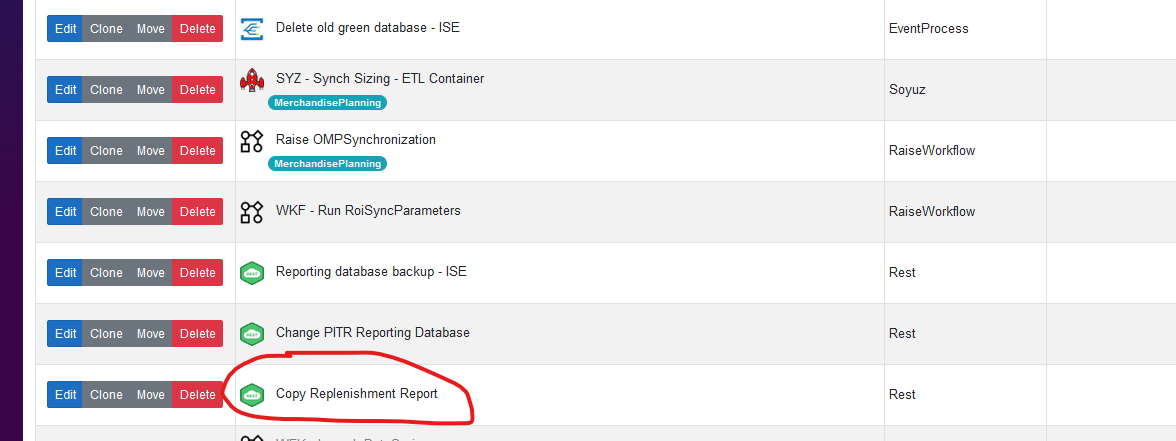 Edit Clone Move Delete Delete old green database - ISE EventProcess
Edit Clone Move Delete SYZ - Synch Sizing - ETL Container Soyuz
MerchandisePlanning
Edit Clone Move Delete Raise OMPSynchronization RaiseWorkflow
MerchandisePlanning
Edit Clone Move Delete WKF - Run RoiSyncParameters RaiseWorkflow
Edit Clone Move Delete Reporting database backup - ISE Rest
Edit Clone Move Delete Change PITR Reporting Database Rest
Edit Clone Move Delete Copy Replenishment Report Rest